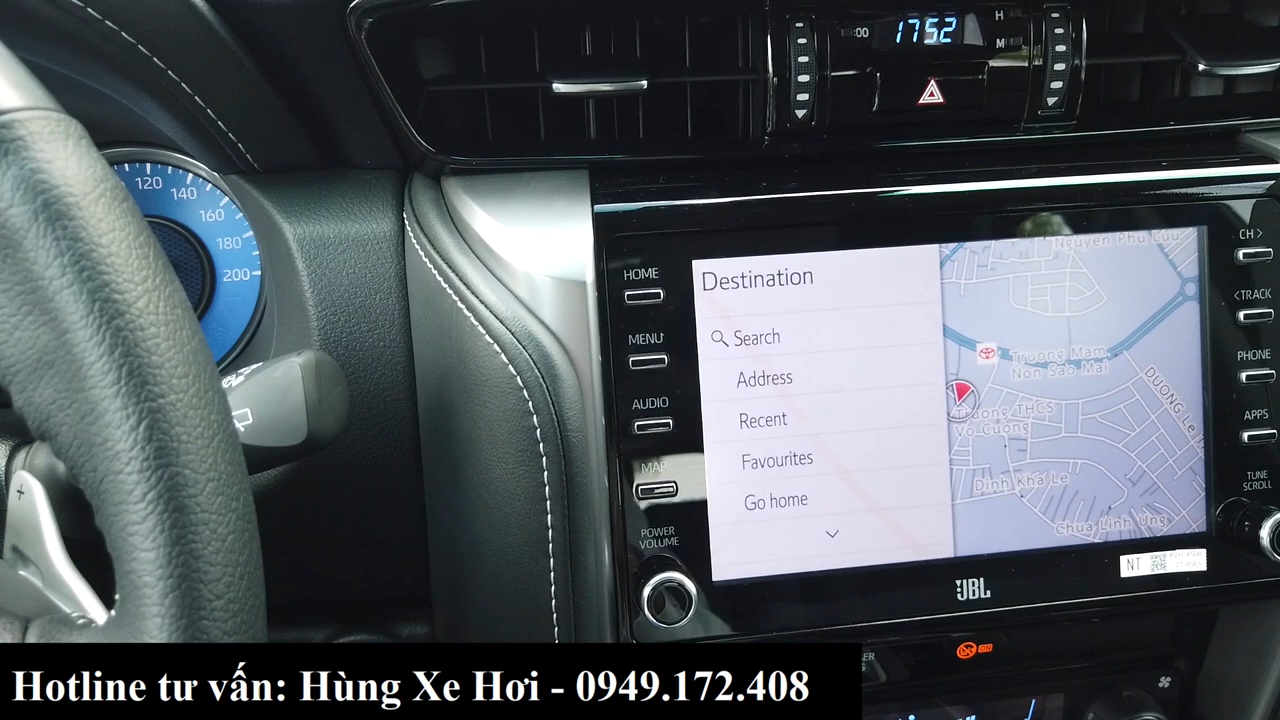 1752
:00
H
M
120
140
160
180
200
HOME
MENU
AUDIO
MAP
POWER
VOLUME
Destination
Search
Address
Recent
Favourites
Go home
Nguyen Phu Luu
Truong Mam
Non Sao Mai
Truong THCS
Vo Cuong
DUONG Le
Dinh Kha Le
Chua Linh Ung
CH >
< TRACK
PHONE
APPS
TUNE
SCROLL
JBL
NT
+
Hotline tư vấn: Hùng Xe Hơi - 0949.172.408